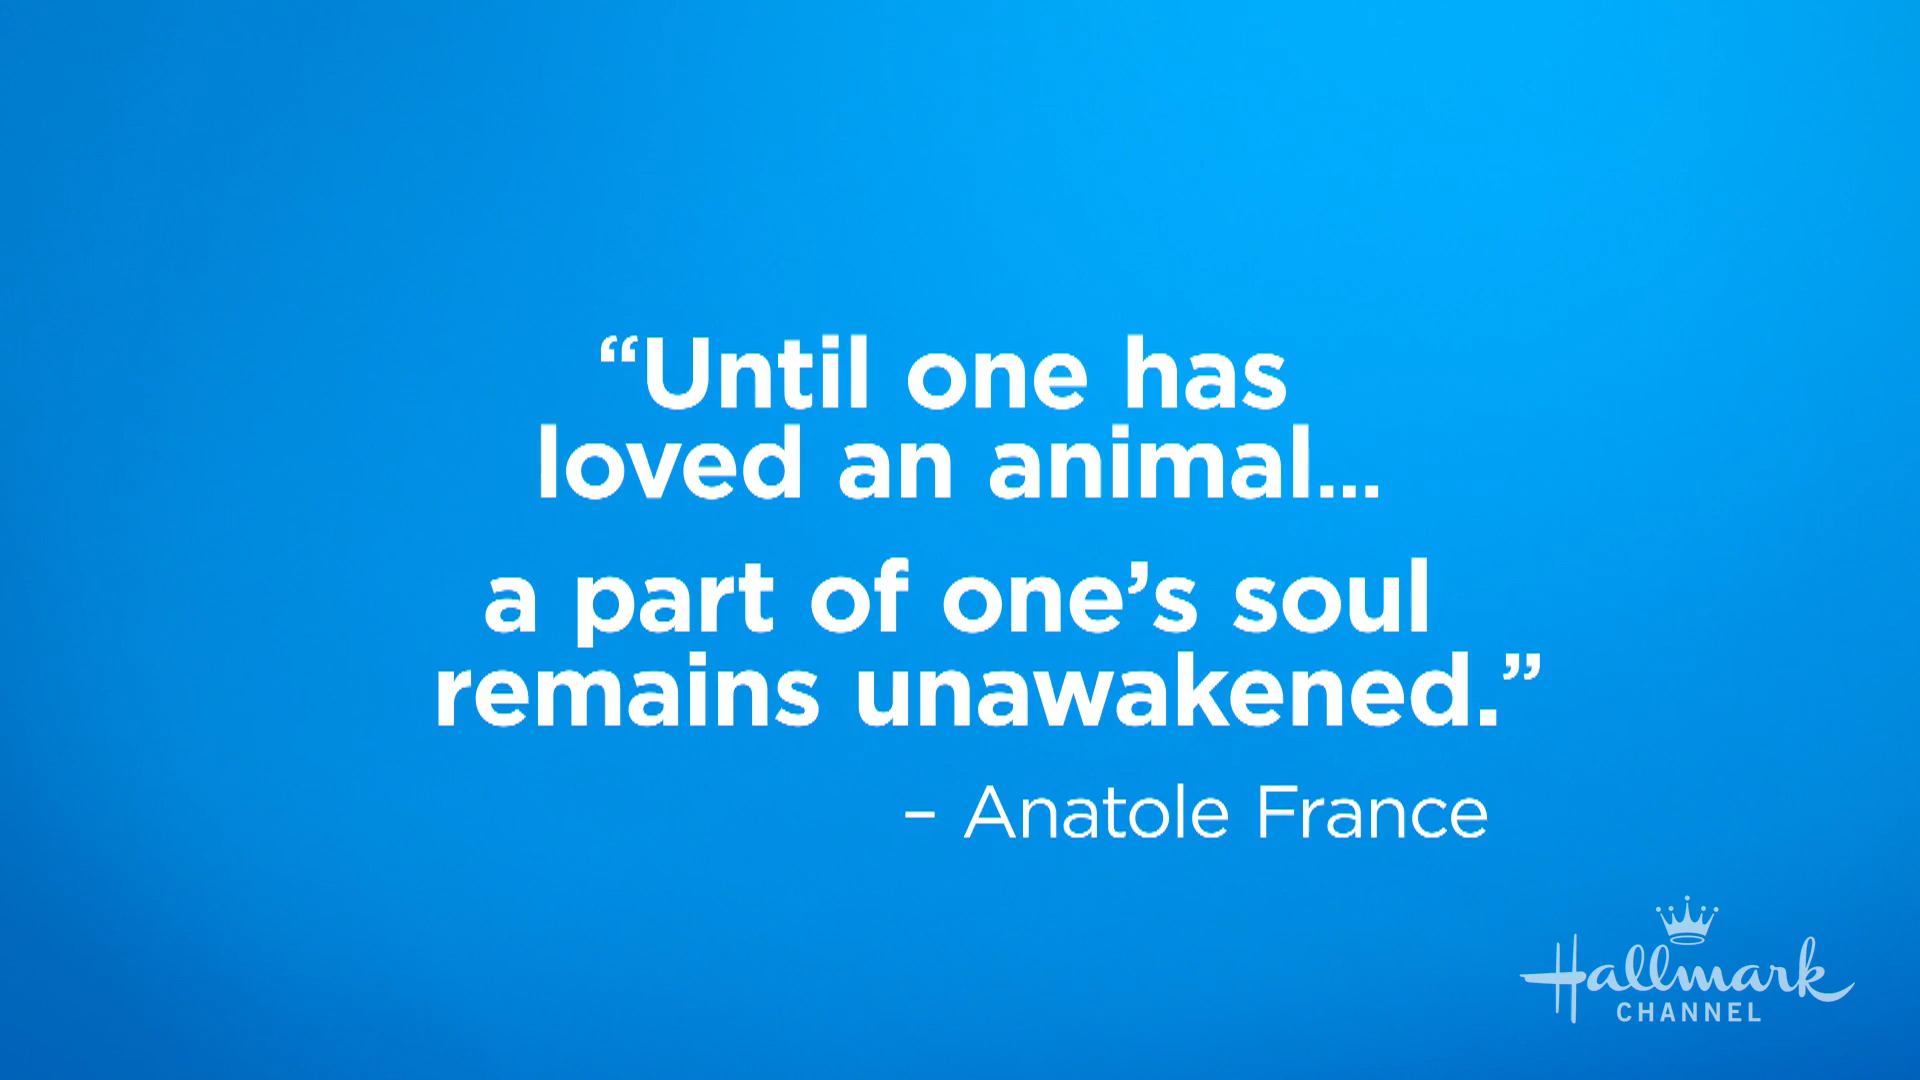 “Until one has
loved an animal...
a part of one’s soul
remains unawakened.”
– Anatole France
Hallmark
CHANNEL